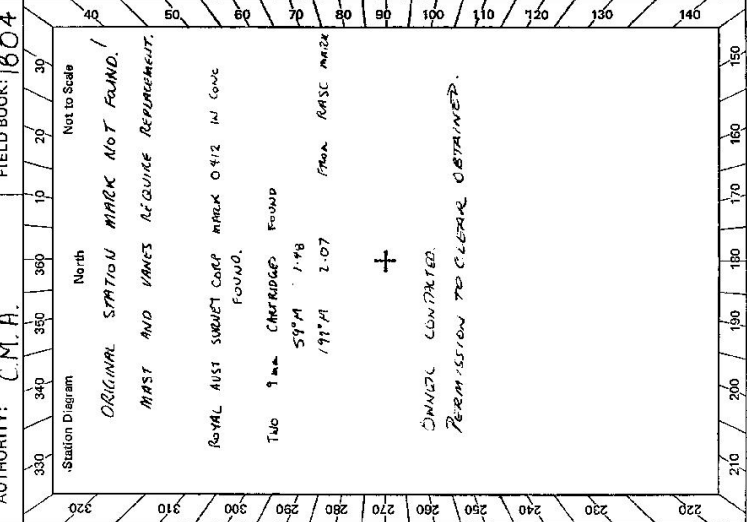 AUTHORITY: C.M.A. FIELD BOOK: 1804
330 340 350 360 10 20 30
Station Diagram North Not to Scale
320 40
ORIGINAL STATION MARK NOT FOUND!
310 50
MAST AND VANES REQUIRE REPLACEMENT.
300 60
ROYAL AUST SURVEY CORP MARK 0412 IN CONC
FOUND.
290 70
TWO 9mm CARTRIDGES FOUND
59°M 1.48
280 80
199°M 2.07 FROM RASC MARK
270 90
260 100
OWNER CONTACTED.
250 110
PERMISSION TO CLEAR OBTAINED.
240 120
230 130
220 140
210 200 190 180 170 160 150